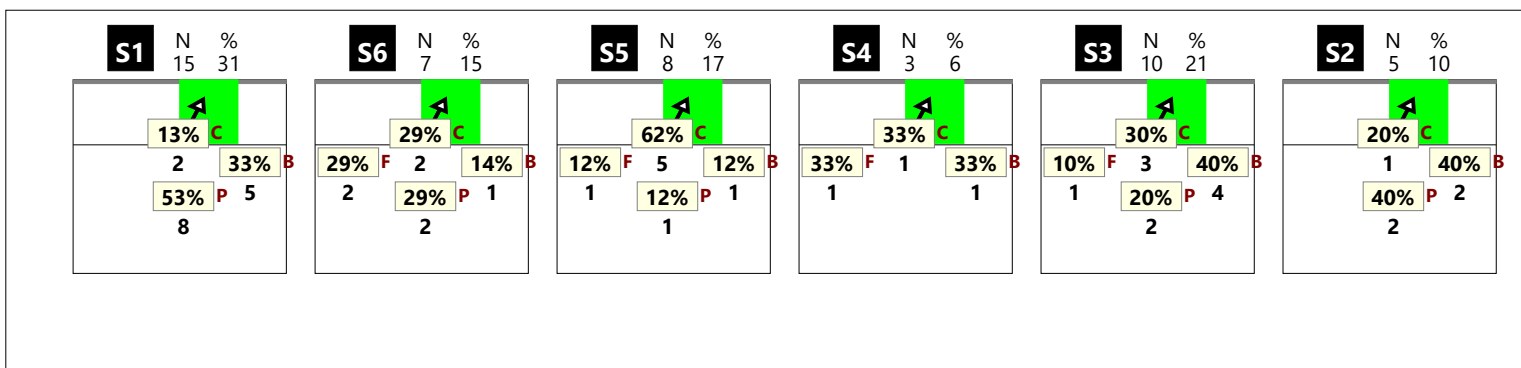 S1 N % 15 31
13% C
2 33% B
53% P 5
8
S6 N % 7 15
29% C
29% F 2 14% B
2 29% P 1
2
S5 N % 8 17
62% C
12% F 5 12% B
1 12% P 1
1
S4 N % 3 6
33% C
33% F 1 33% B
1 1
S3 N % 10 21
30% C
10% F 3 40% B
1 20% P 4
2
S2 N % 5 10
20% C
1 40% B
40% P 2
2